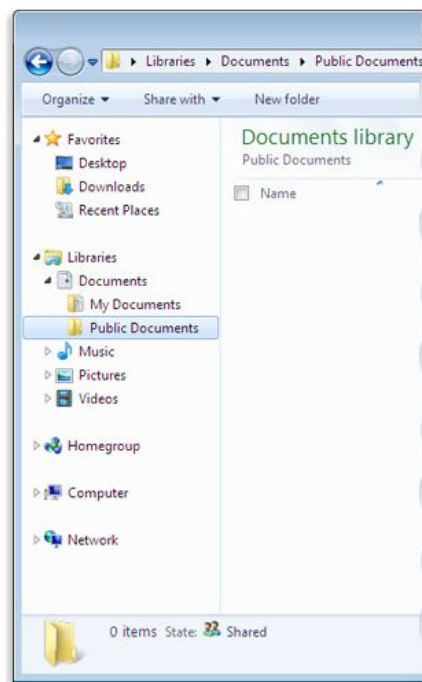 Libraries Documents Public Documents
Organize Share with New folder
Favorites
Desktop
Downloads
Recent Places
Libraries
Documents
My Documents
Public Documents
Music
Pictures
Videos
Homegroup
Computer
Network
Documents library
Public Documents
Name
0 items State: Shared